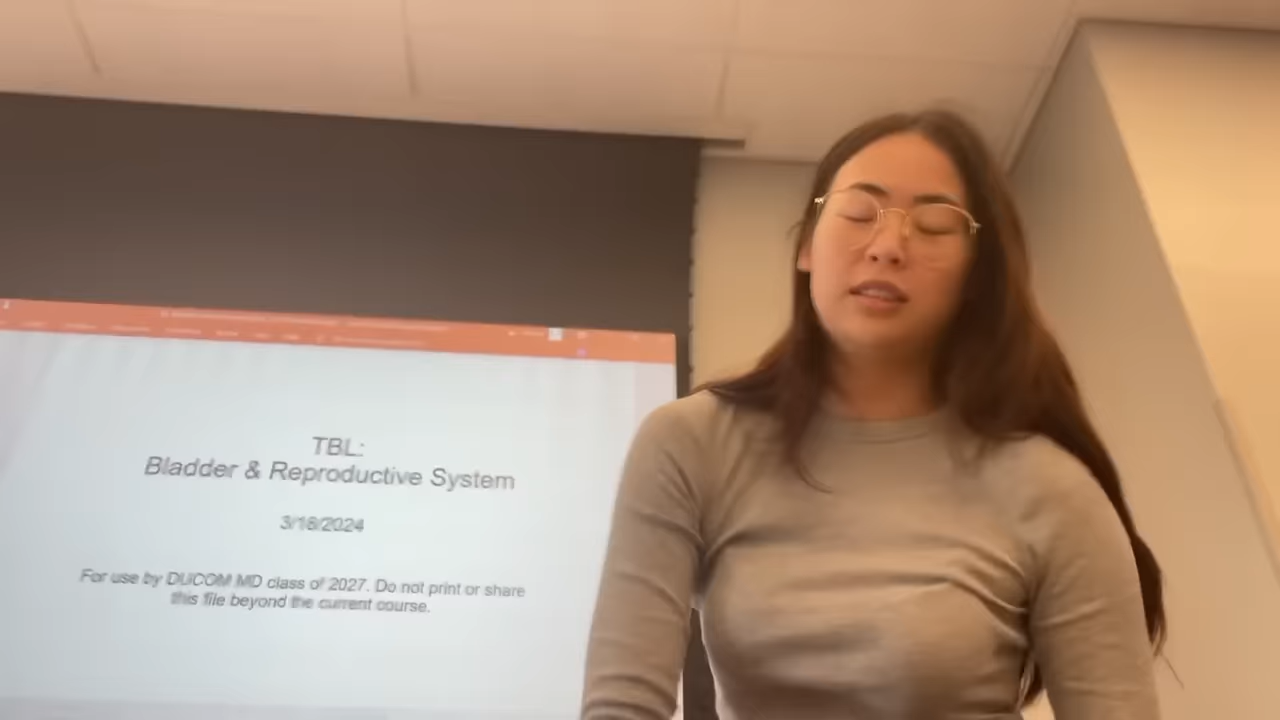 TBL:
Bladder & Reproductive System
3/18/2024
For use by DUCOM MD class of 2027. Do not print or share
this file beyond the current course.